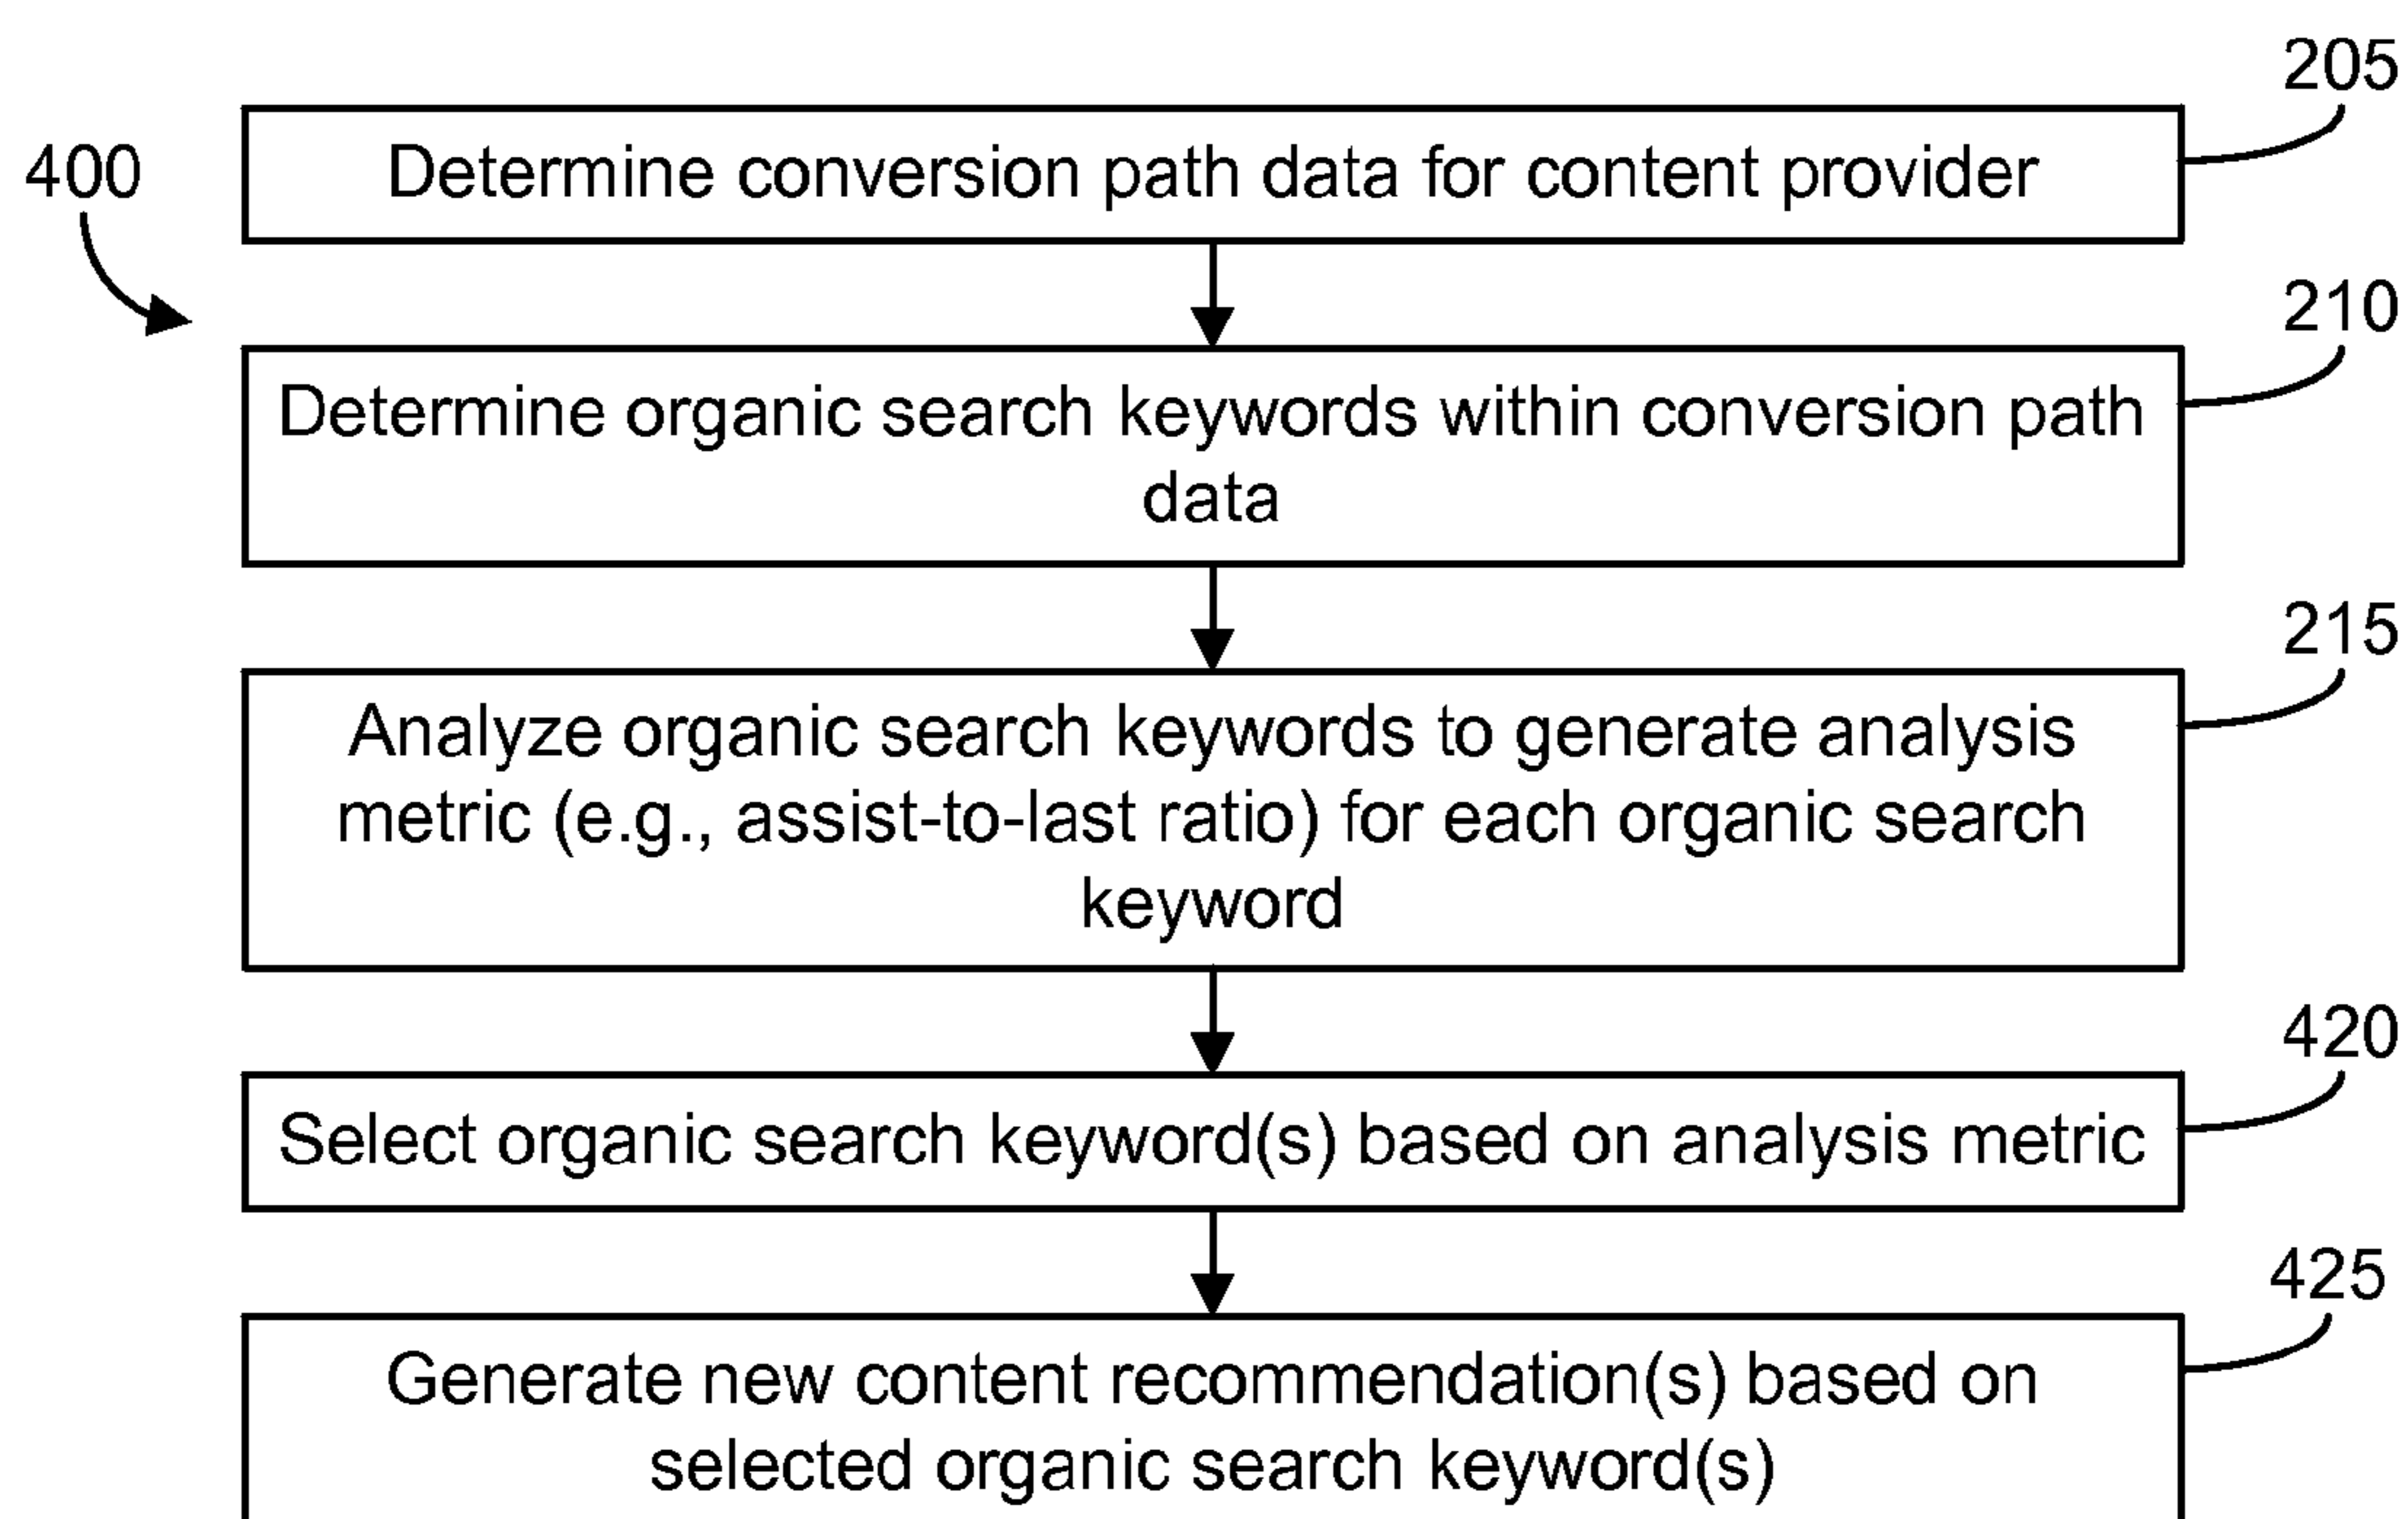 205
400
Determine conversion path data for content provider
210
Determine organic search keywords within conversion path
data
215
Analyze organic search keywords to generate analysis
metric (e.g., assist-to-last ratio) for each organic search
keyword
420
Select organic search keyword(s) based on analysis metric
425
Generate new content recommendation(s) based on
selected organic search keyword(s)